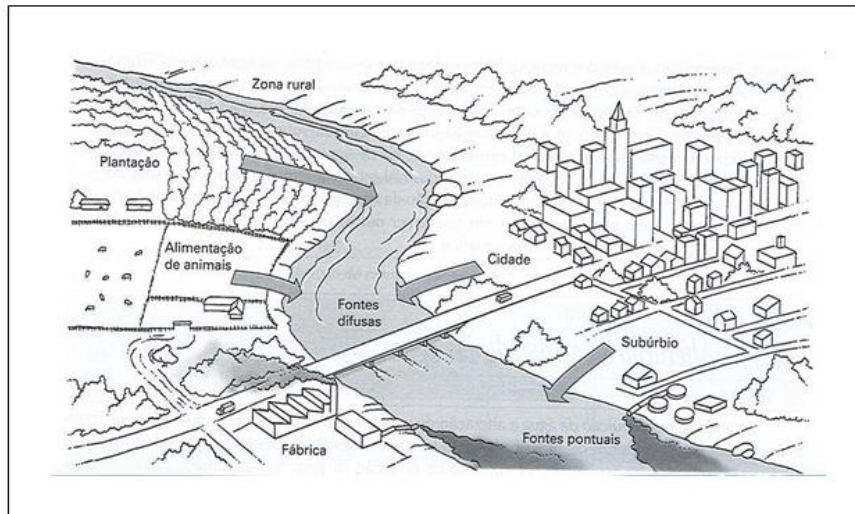 Zona rural
Plantação
Alimentação
de animais
Cidade
Fontes
difusas
Subúrbio
Fontes pontuais
Fábrica